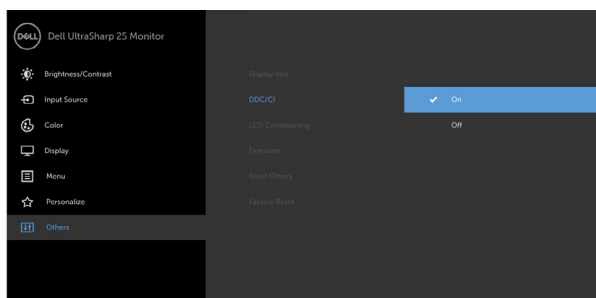 DELL
Dell UltraSharp 25 Monitor
Brightness/Contrast
Input Source
Color
Display
Menu
Personalize
Others
Display Info
DDC/CI
LCD Conditioning
Firmware
Reset Others
Factory Reset
On
Off